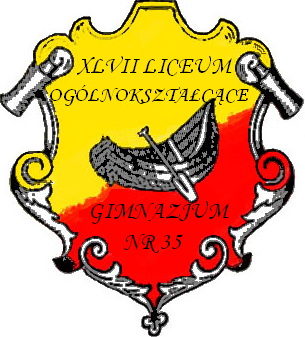 XLVII LICEUM
OGÓLNOKSZTAŁCĄCE
GIMNAZJUM
NR 35